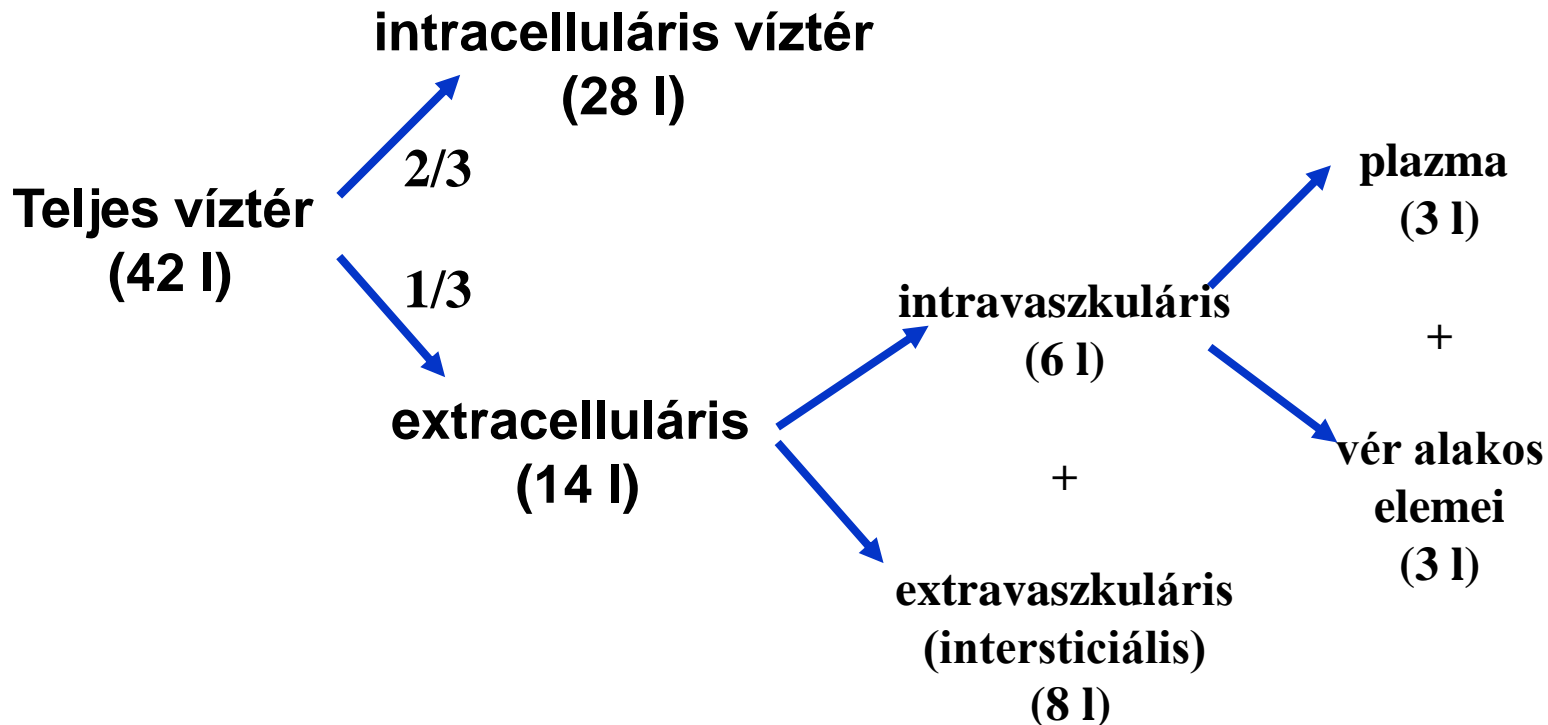 intracelluláris víztér
(28 l)
2/3
Teljes víztér
(42 l)
1/3
extracelluláris
(14 l)
intravaszkuláris
(6 l)
+
extravaszkuláris
(intersticiális)
(8 l)
plazma
(3 l)
+
vér alakos
elemei
(3 l)